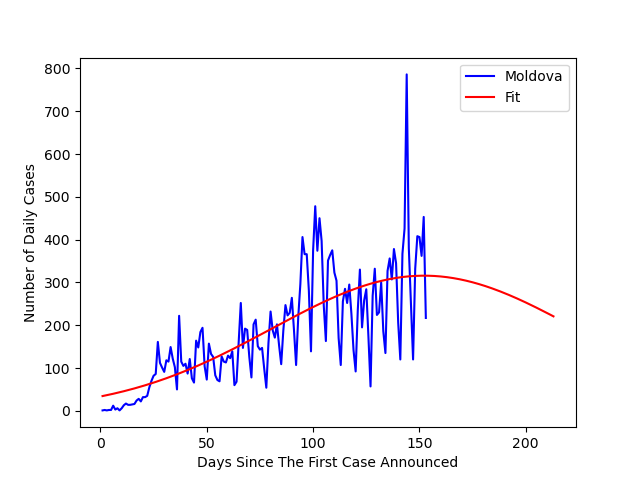 Number of Daily Cases
800
700
600
500
400
300
200
100
0
0 50 100 150 200
Days Since The First Case Announced
Moldova
Fit